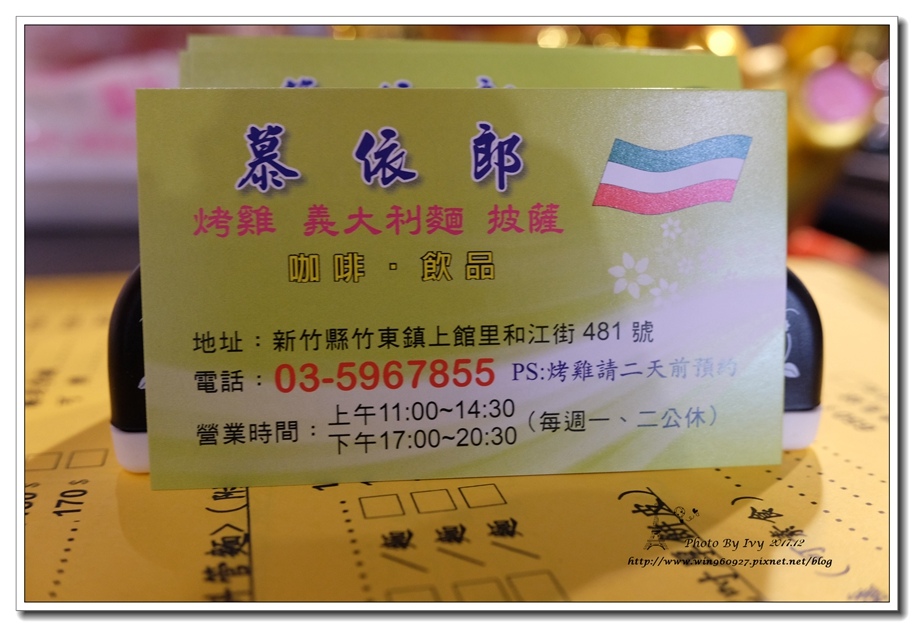 慕依郎
烤雞 義大利麵 披薩
咖啡·飲品
地址：新竹縣竹東鎮上館里和江街 481 號
電話：03-5967855 PS:烤雞請二天前預約
營業時間：上午11:00~14:30
下午17:00~20:30（每週一、二公休）
170
Photo By Ivy 2017.12
http://www.win960927.pixnet.net/blog